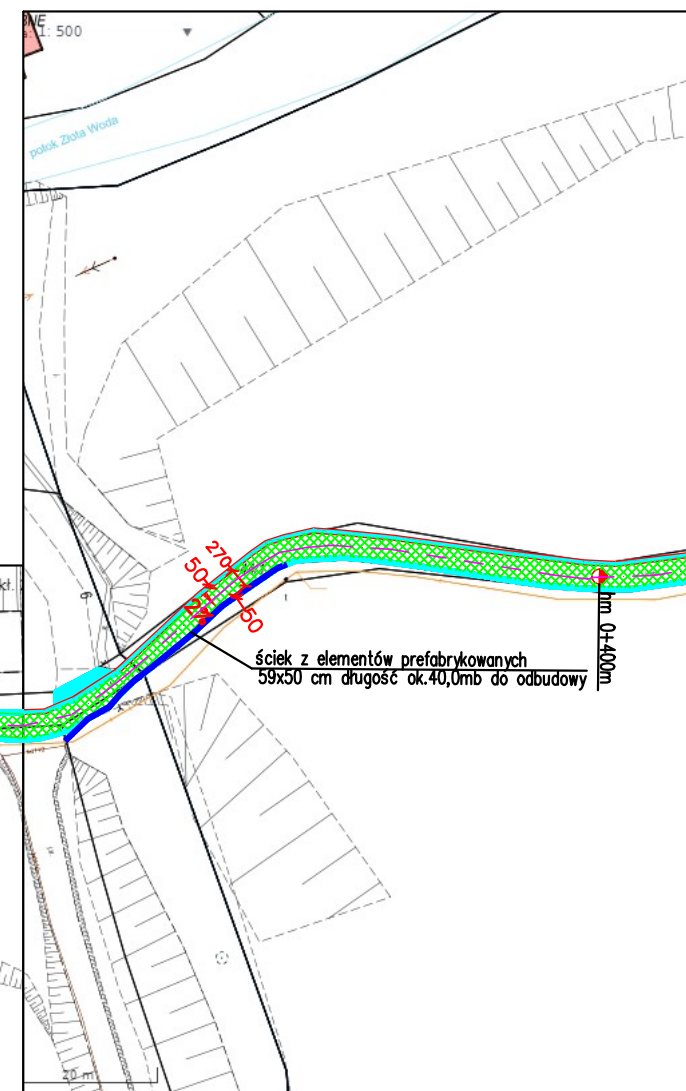 1: 500
potok Złota Woda
270
50
50
hm 0+400m
ściek z elementów prefabrykowanych
59x50 cm długość ok.40,0mb do odbudowy
20 m